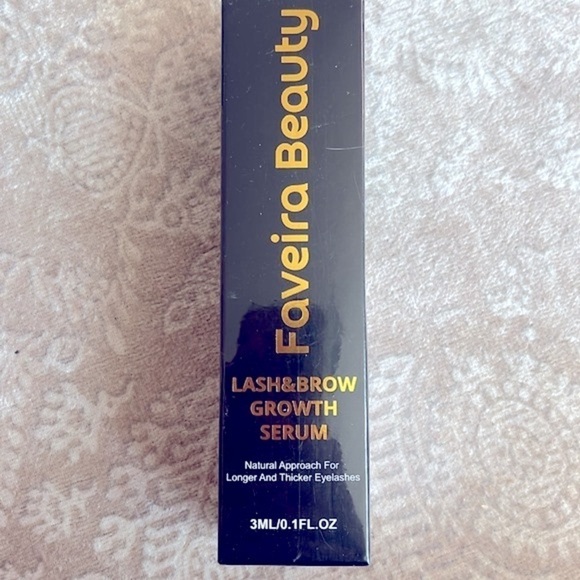 Faveira Beauty
LASH&BROW
GROWTH
SERUM
Natural Approach For
Longer And Thicker Eyelashes
3ML/0.1FL.OZ